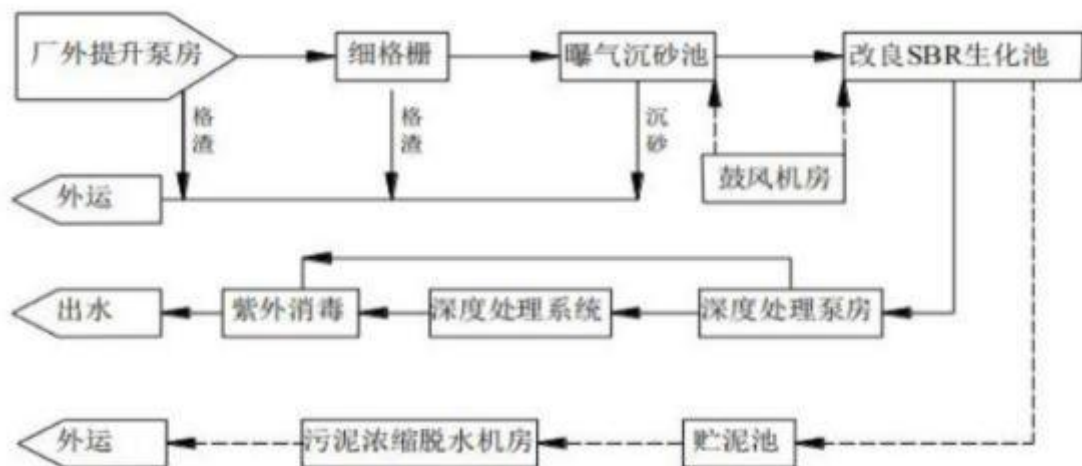 厂外提升泵房
细格栅
曝气沉砂池
改良SBR生化池
格渣
格渣
沉砂
鼓风机房
外运
出水
紫外消毒
深度处理系统
深度处理泵房
外运
污泥浓缩脱水机房
贮泥池